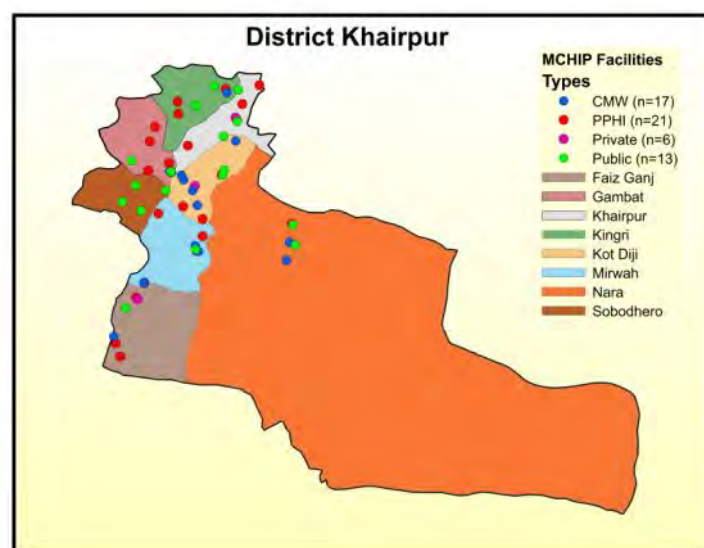 District Khairpur
MCHIP Facilities
Types
CMW (n=17)
PPHI (n=21)
Private (n=6)
Public (n=13)
Faiz Ganj
Gambat
Khairpur
Kingri
Kot Diji
Mirwah
Nara
Sobodhero